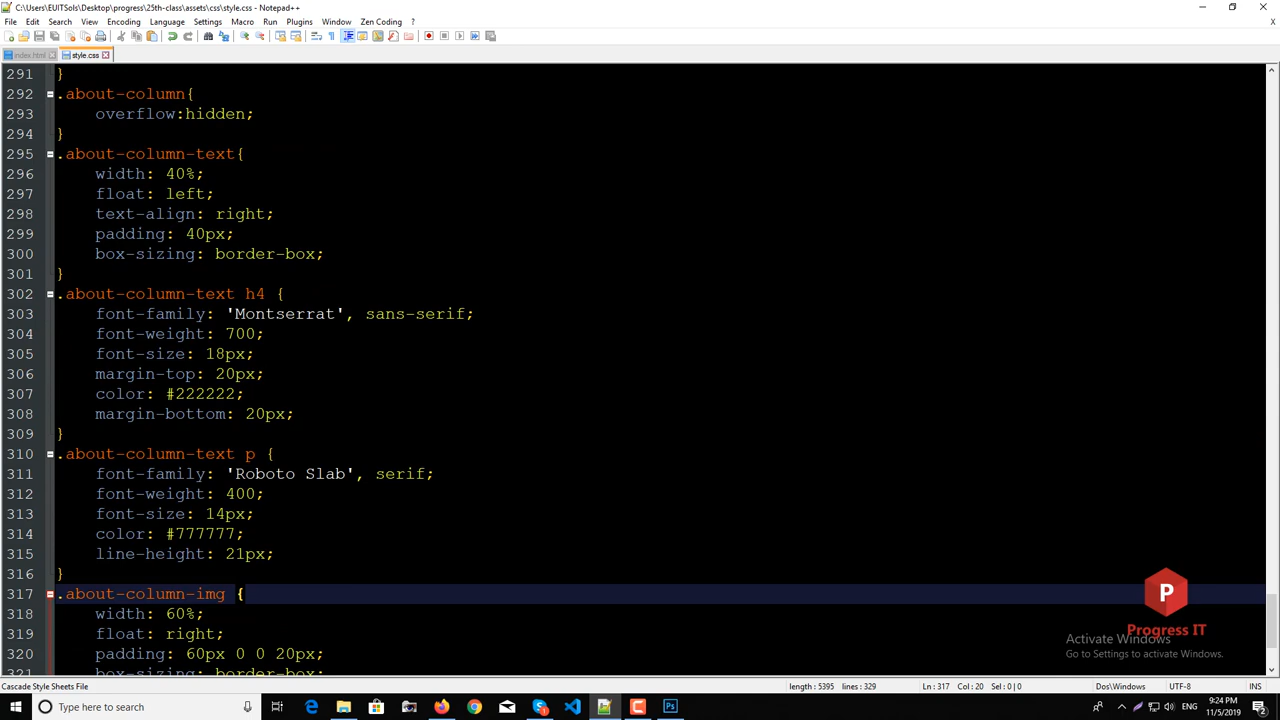 C:\Users\EUITSols\Desktop\progress\25th-class\assets\css\style.css - Notepad++
File Edit Search View Encoding Language Settings Macro Run Plugins Window Zen Coding ? X
index.html style.css
291 }
292 .about-column{
293 overflow:hidden;
294 }
295 .about-column-text{
296 width: 40%;
297 float: left;
298 text-align: right;
299 padding: 40px;
300 box-sizing: border-box;
301 }
302 .about-column-text h4 {
303 font-family: 'Montserrat', sans-serif;
304 font-weight: 700;
305 font-size: 18px;
306 margin-top: 20px;
307 color: #222222;
308 margin-bottom: 20px;
309 }
310 .about-column-text p {
311 font-family: 'Roboto Slab', serif;
312 font-weight: 400;
313 font-size: 14px;
314 color: #777777;
315 line-height: 21px;
316 }
317 .about-column-img {
318 width: 60%;
319 float: right;
320 padding: 60px 0 0 20px;
321 box-sizing: border-box;
P
Progress IT
Activate Windows
Go to Settings to activate Windows.
Cascade Style Sheets File length : 5395 lines : 329 Ln : 317 Col : 20 Sel : 0 | 0 Dos\Windows UTF-8 INS
Type here to search
ENG
9:24 PM
11/5/2019
2